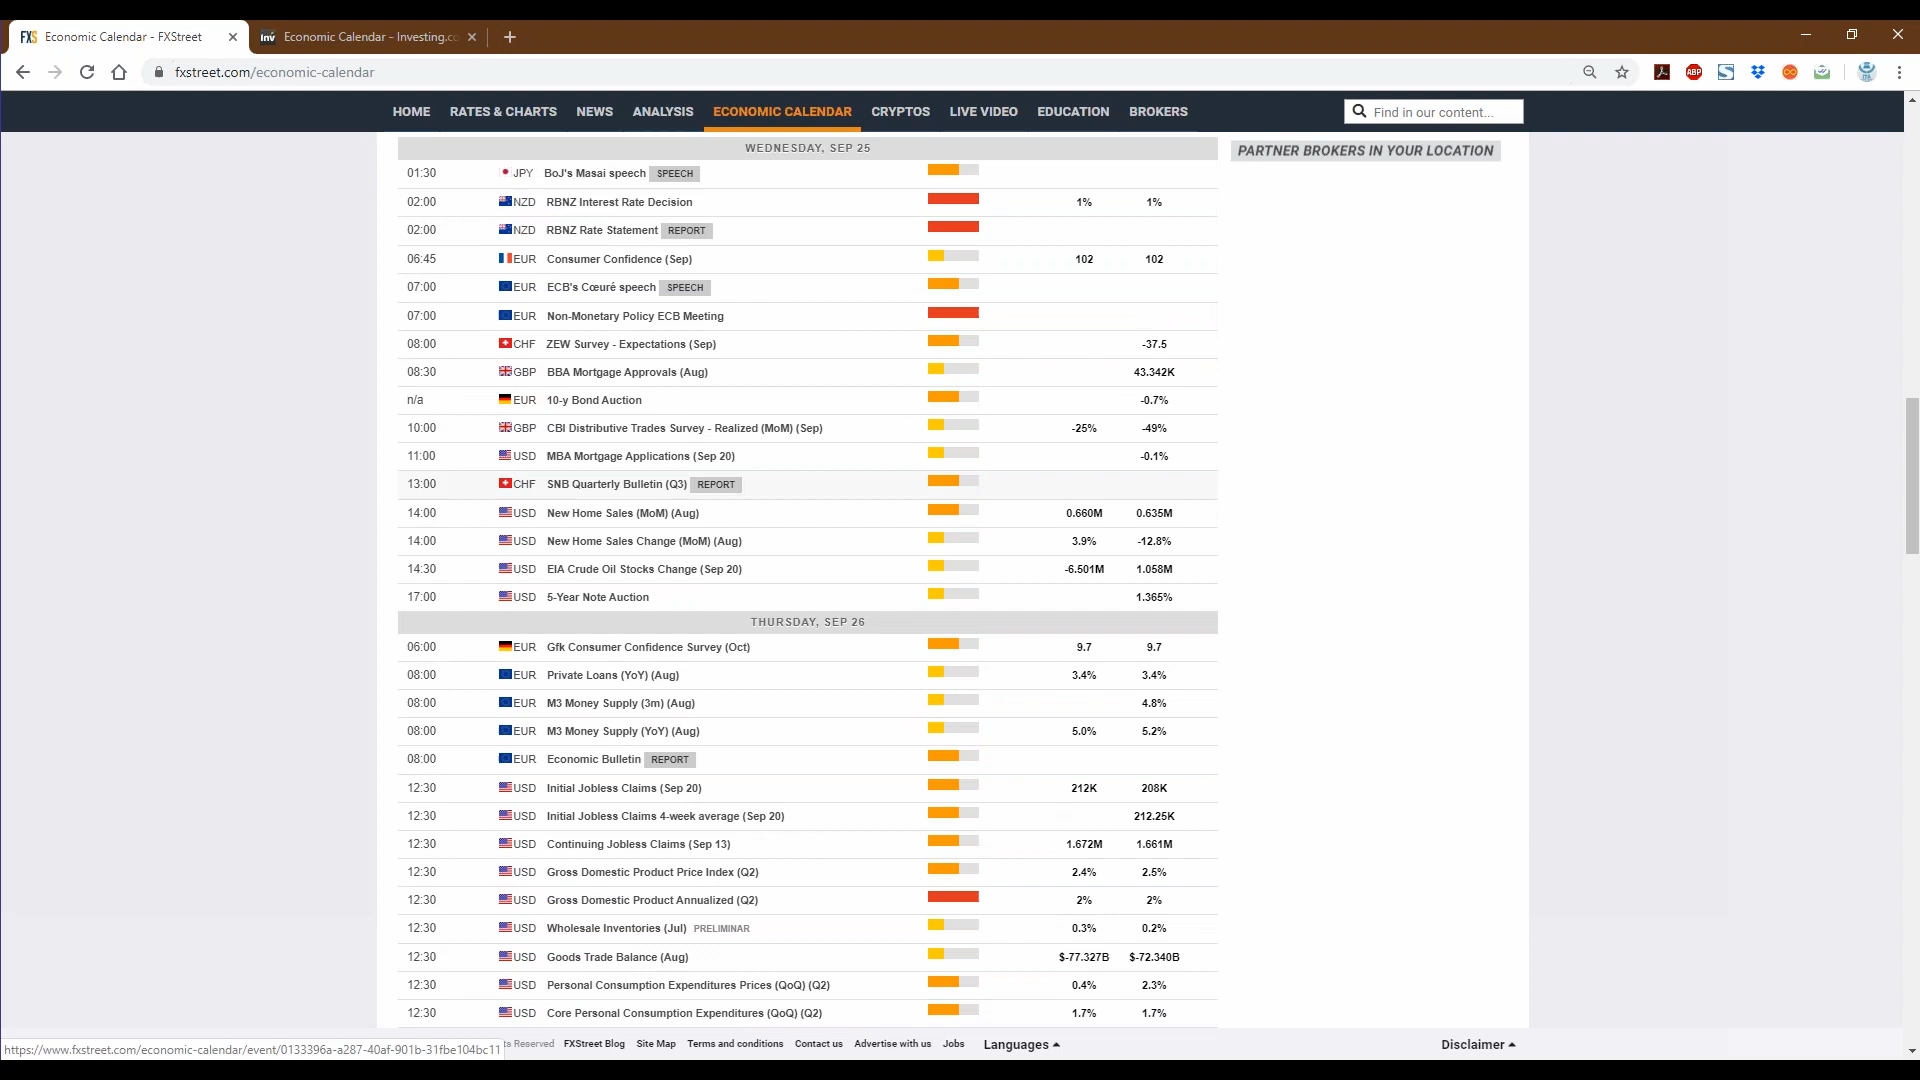 FXS Economic Calendar - FXStreet
Inv Economic Calendar - Investing.co
fxstreet.com/economic-calendar
ABP
HOME RATES & CHARTS NEWS ANALYSIS ECONOMIC CALENDAR CRYPTOS LIVE VIDEO EDUCATION BROKERS Find in our content...
WEDNESDAY, SEP 25
PARTNER BROKERS IN YOUR LOCATION
01:30 JPY BoJ's Masai speech SPEECH
02:00 NZD RBNZ Interest Rate Decision 1% 1%
02:00 NZD RBNZ Rate Statement REPORT
06:45 EUR Consumer Confidence (Sep) 102 102
07:00 EUR ECB's Cœuré speech SPEECH
07:00 EUR Non-Monetary Policy ECB Meeting
08:00 CHF ZEW Survey - Expectations (Sep) -37.5
08:30 GBP BBA Mortgage Approvals (Aug) 43.342K
n/a EUR 10-y Bond Auction -0.7%
10:00 GBP CBI Distributive Trades Survey - Realized (MoM) (Sep) -25% -49%
11:00 USD MBA Mortgage Applications (Sep 20) -0.1%
13:00 CHF SNB Quarterly Bulletin (Q3) REPORT
14:00 USD New Home Sales (MoM) (Aug) 0.660M 0.635M
14:00 USD New Home Sales Change (MoM) (Aug) 3.9% -12.8%
14:30 USD EIA Crude Oil Stocks Change (Sep 20) -6.501M 1.058M
17:00 USD 5-Year Note Auction 1.365%
THURSDAY, SEP 26
06:00 EUR Gfk Consumer Confidence Survey (Oct) 9.7 9.7
08:00 EUR Private Loans (YoY) (Aug) 3.4% 3.4%
08:00 EUR M3 Money Supply (3m) (Aug) 4.8%
08:00 EUR M3 Money Supply (YoY) (Aug) 5.0% 5.2%
08:00 EUR Economic Bulletin REPORT
12:30 USD Initial Jobless Claims (Sep 20) 212K 208K
12:30 USD Initial Jobless Claims 4-week average (Sep 20) 212.25K
12:30 USD Continuing Jobless Claims (Sep 13) 1.672M 1.661M
12:30 USD Gross Domestic Product Price Index (Q2) 2.4% 2.5%
12:30 USD Gross Domestic Product Annualized (Q2) 2% 2%
12:30 USD Wholesale Inventories (Jul) PRELIMINAR 0.3% 0.2%
12:30 USD Goods Trade Balance (Aug) $-77.327B $-72.340B
12:30 USD Personal Consumption Expenditures Prices (QoQ) (Q2) 0.4% 2.3%
12:30 USD Core Personal Consumption Expenditures (QoQ) (Q2) 1.7% 1.7%
https://www.fxstreet.com/economic-calendar/event/0133396a-a287-40af-901b-31fbe104bc11 ts Reserved FXStreet Blog Site Map Terms and conditions Contact us Advertise with us Jobs Languages Disclaimer